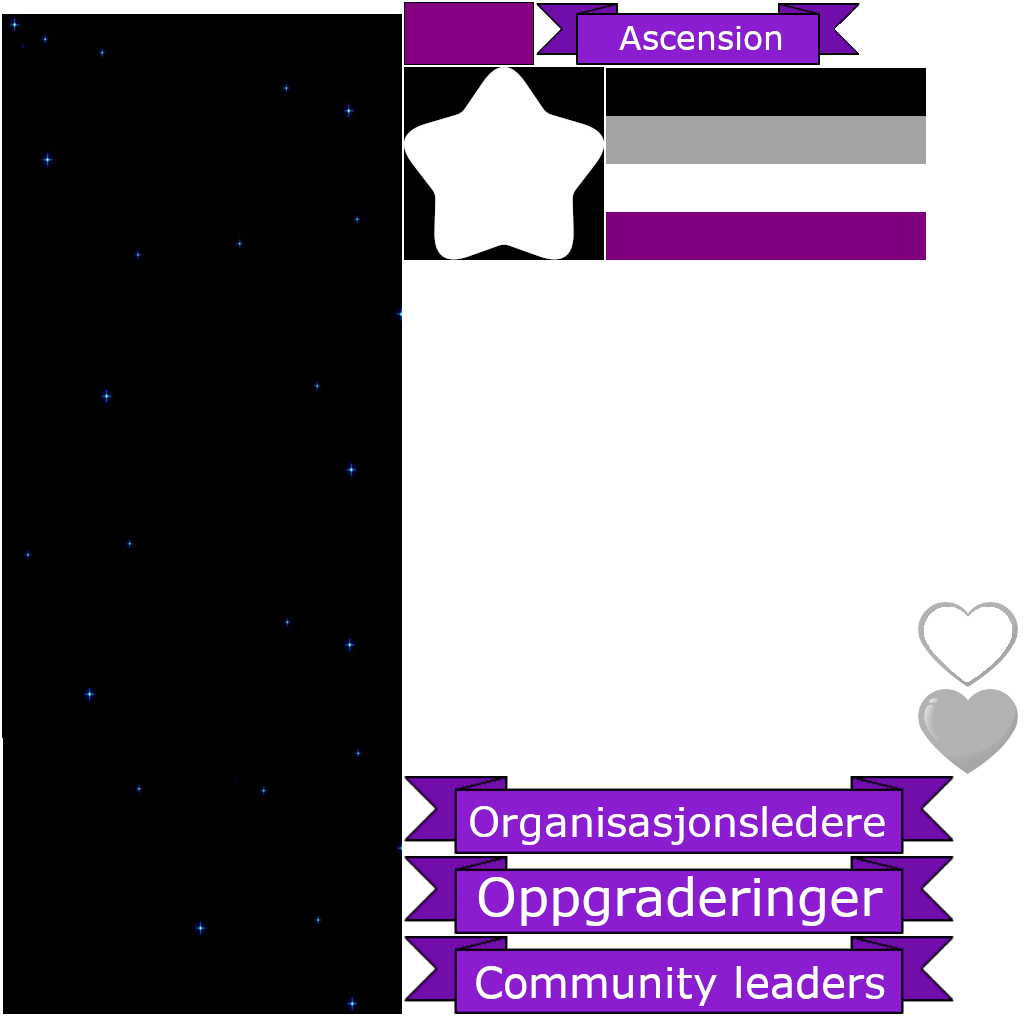 Ascension
Organisasjonsledere
Oppgraderinger
Community leaders